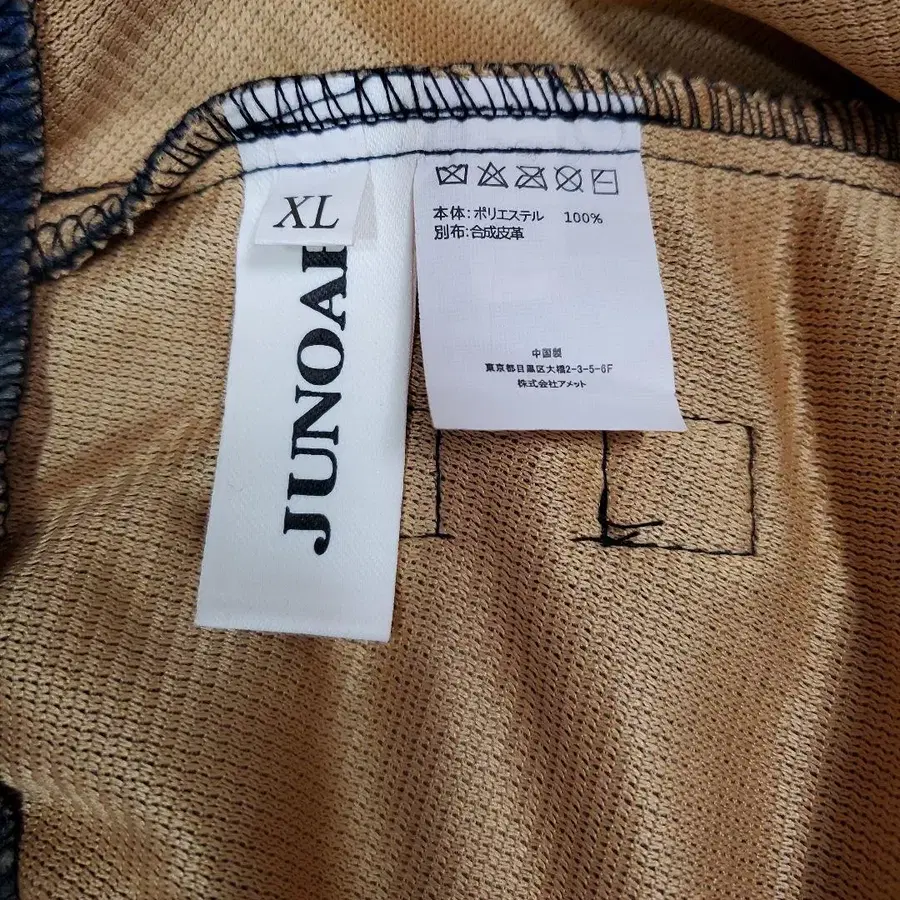 XL
JUNOAH
本体:ポリエステル 100%
別布:合成皮革
中国製
東京都目黒区大橋2-3-5-6F
株式会社アメット